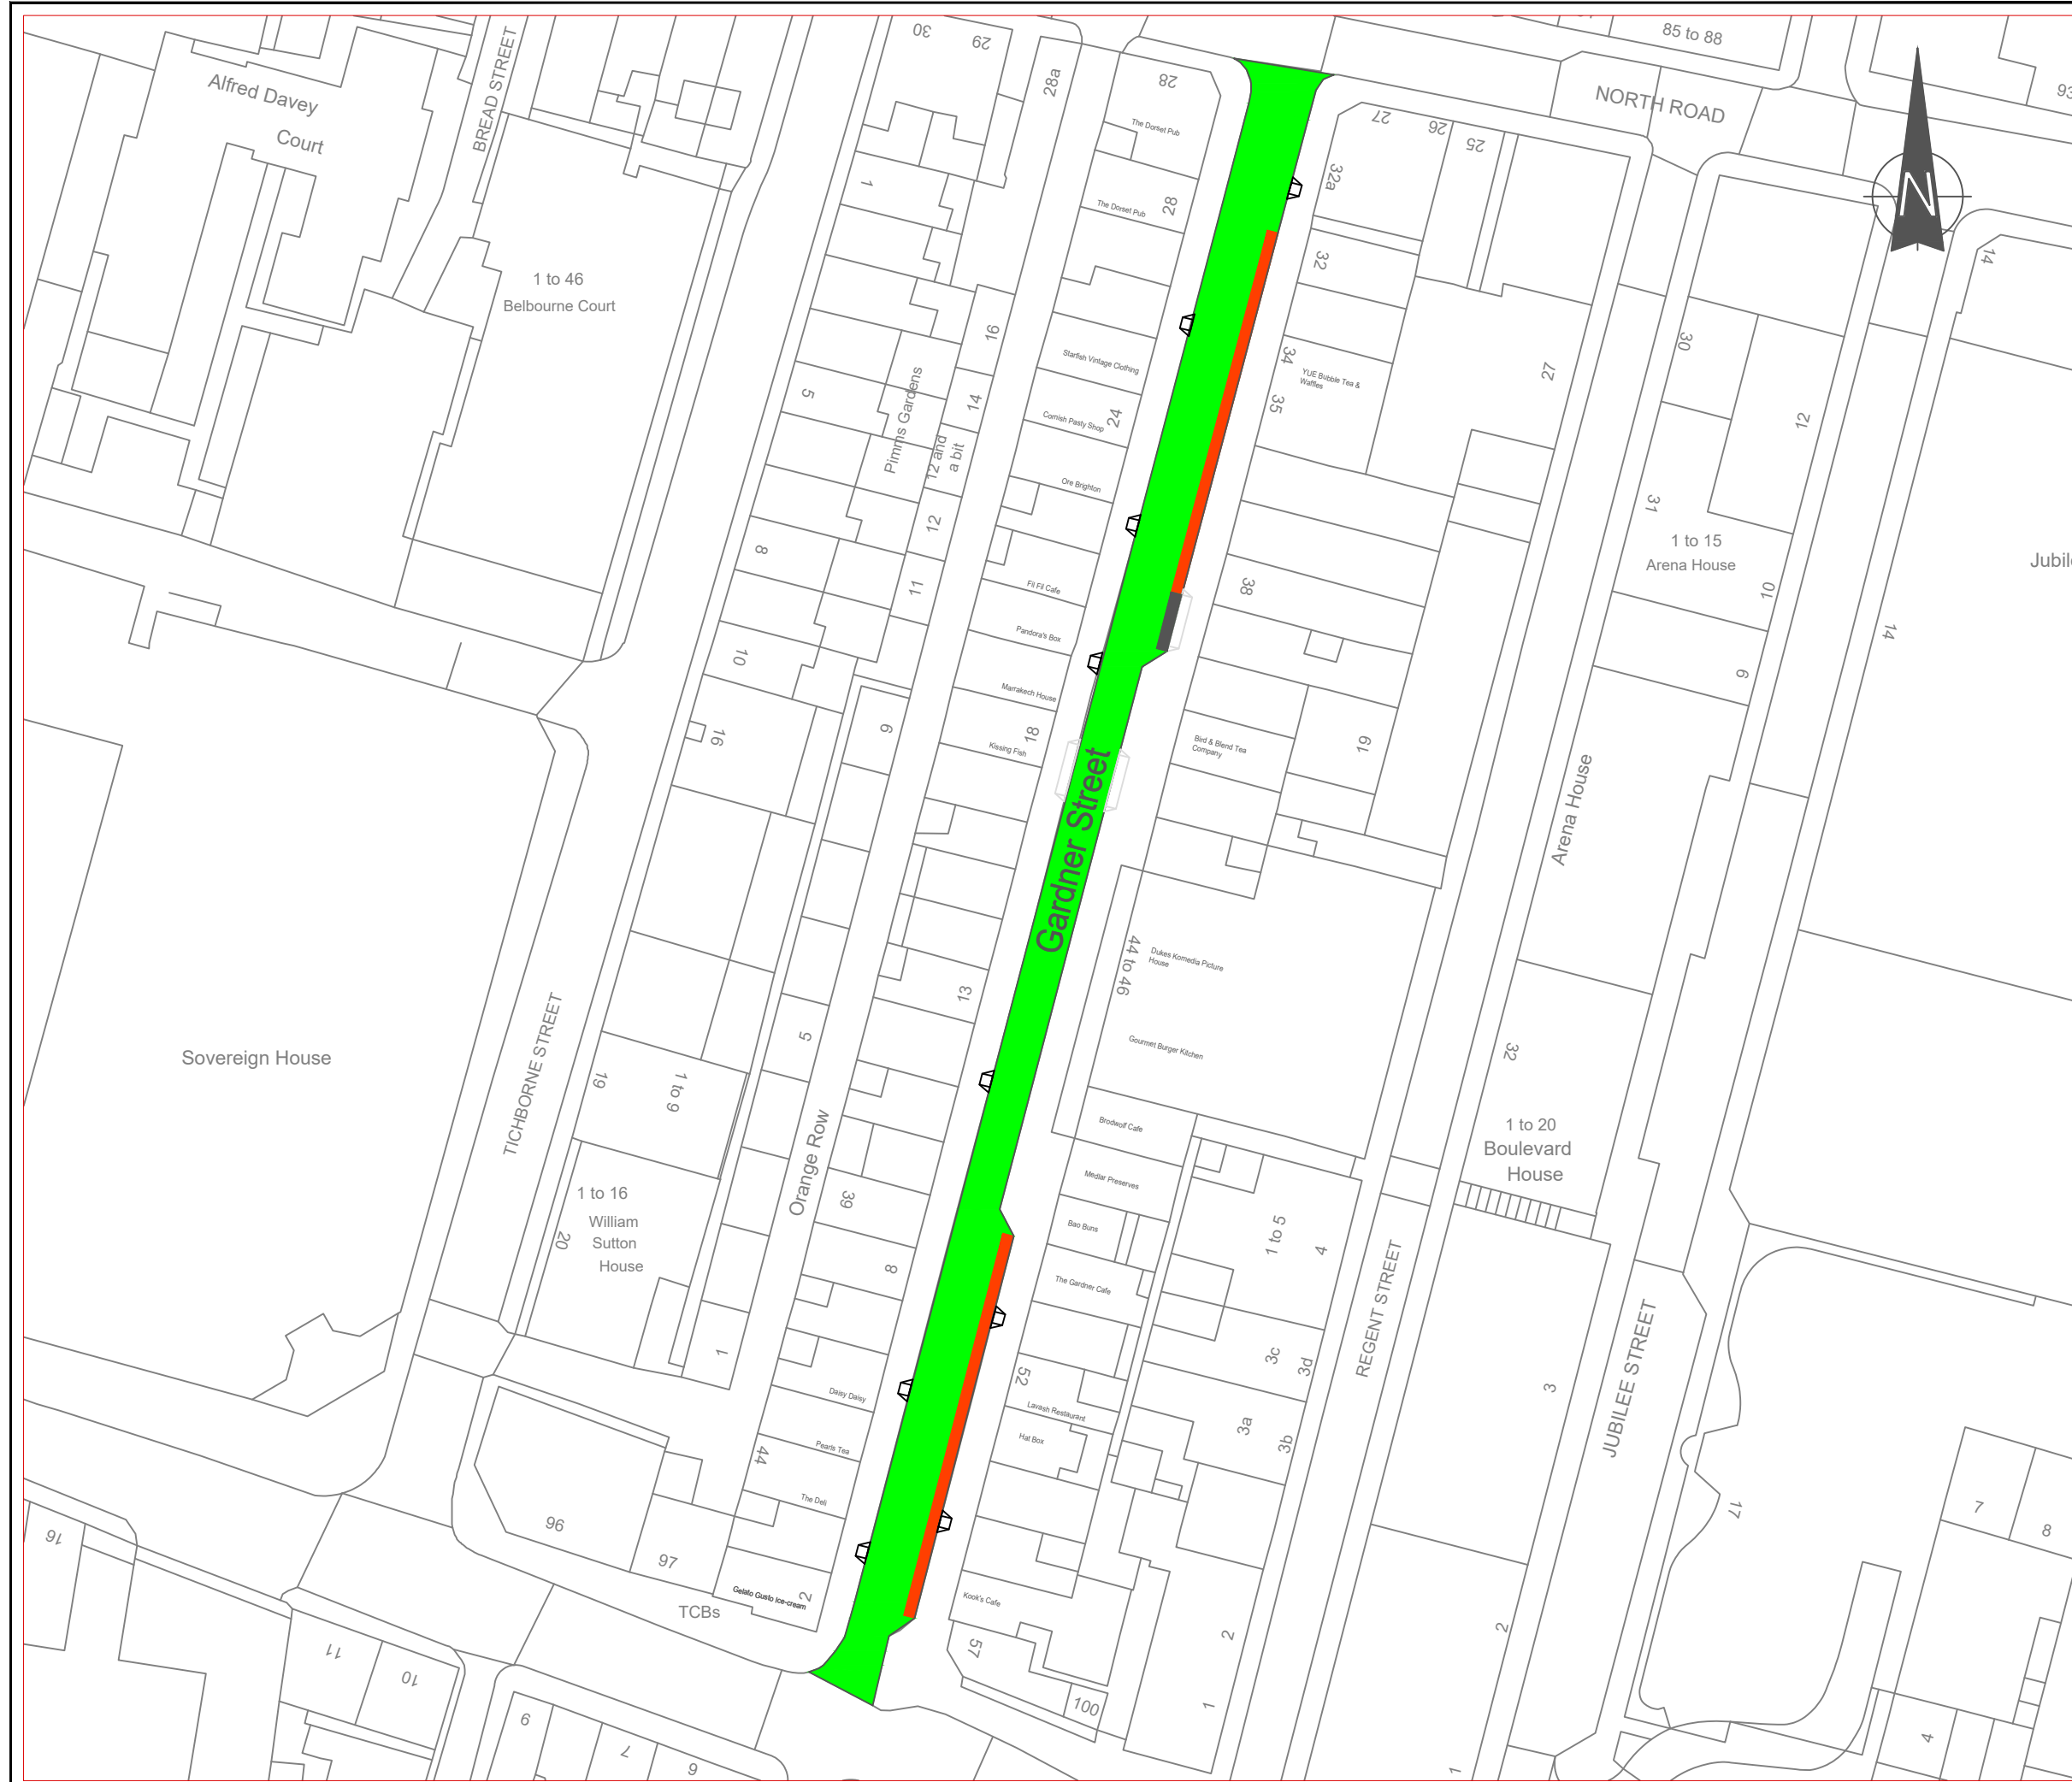 85 to 88
93
NORTH ROAD
N
BREAD STREET
Alfred Davey
Court
30
29
28a
28
The Dorset Pub
28
The Dorset Pub
27
26
25
32a
32
1 to 46
Belbourne Court
1
5
8
10
16
Pimms Gardens
16
14
12 and
a bit
12
11
9
Starfish Vintage Clothing
24
Cornish Pasty Shop
Ore Brighton
Fil Fil Cafe
Pandora's Box
Marrakech House
18
Kissing Fish
34
YUE Bubble Tea &
Waffles
35
38
27
30
31
1 to 15
Arena House
12
10
14
14
Jubil
Bird & Blend Tea
Company
Arena House
Gardner Street
44 to 46
Dukes Komedia Picture
House
Gourmet Burger Kitchen
13
Sovereign House
TICHBORNE STREET
19
1 to 9
5
Orange Row
39
8
1 to 16
William
Sutton
House
20
1
Brodwolf Cafe
Medlar Preserves
Bao Buns
The Gardner Cafe
1 to 5
4
32
1 to 20
Boulevard
House
REGENT STREET
JUBILEE STREET
3c
3d
3a
3b
3
52
Lavash Restaurant
Hat Box
Daisy Daisy
Pearls Tea
44
The Deli
2
Gelato Gusto Ice-cream
96
97
TCBs
Kook's Cafe
57
100
2
1
2
1
17
7
8
4
11
10
7